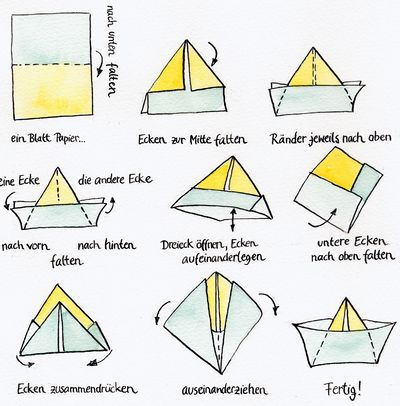 nach unten falten
ein Blatt Papier...
Ecken zur Mitte falten
Ränder jeweils nach oben
eine Ecke
die andere Ecke
nach vorn
nach hinten
falten
Dreieck öffnen, Ecken
aufeinanderlegen
untere Ecken
nach oben falten
Ecken zusammendrücken
auseinanderziehen
Fertig!